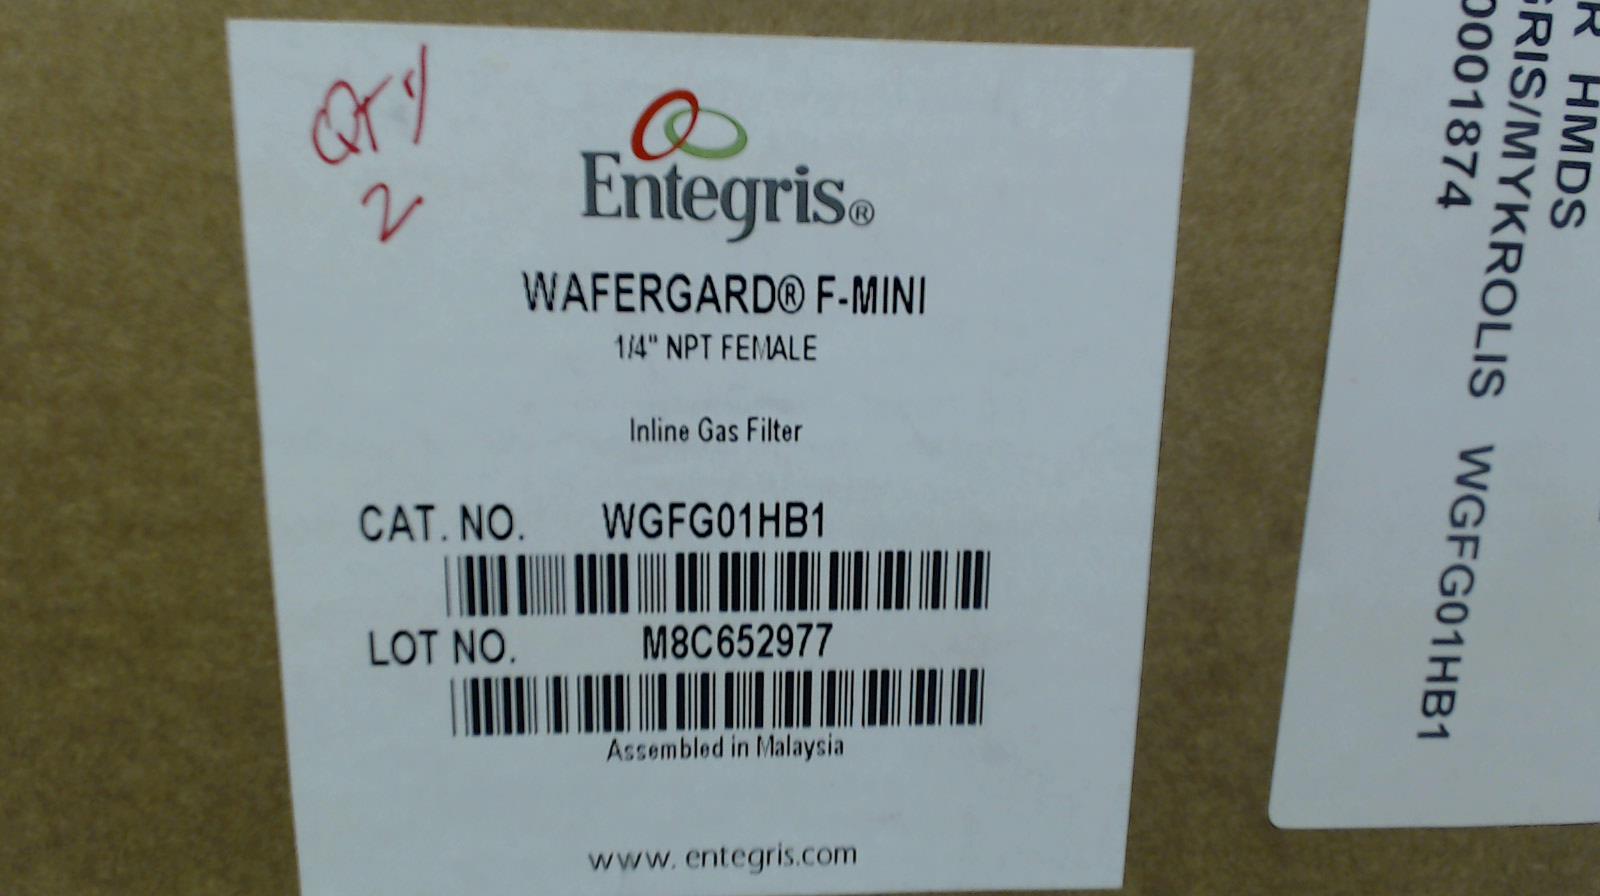 QTY
2
Entegris®
WAFERGARD® F-MINI
1/4" NPT FEMALE
Inline Gas Filter
CAT. NO. WGFG01HB1
LOT NO. M8C652977
Assembled in Malaysia
www.entegris.com
R HMDS
GRIS/MYKROLIS WGFG01HB1
0001874